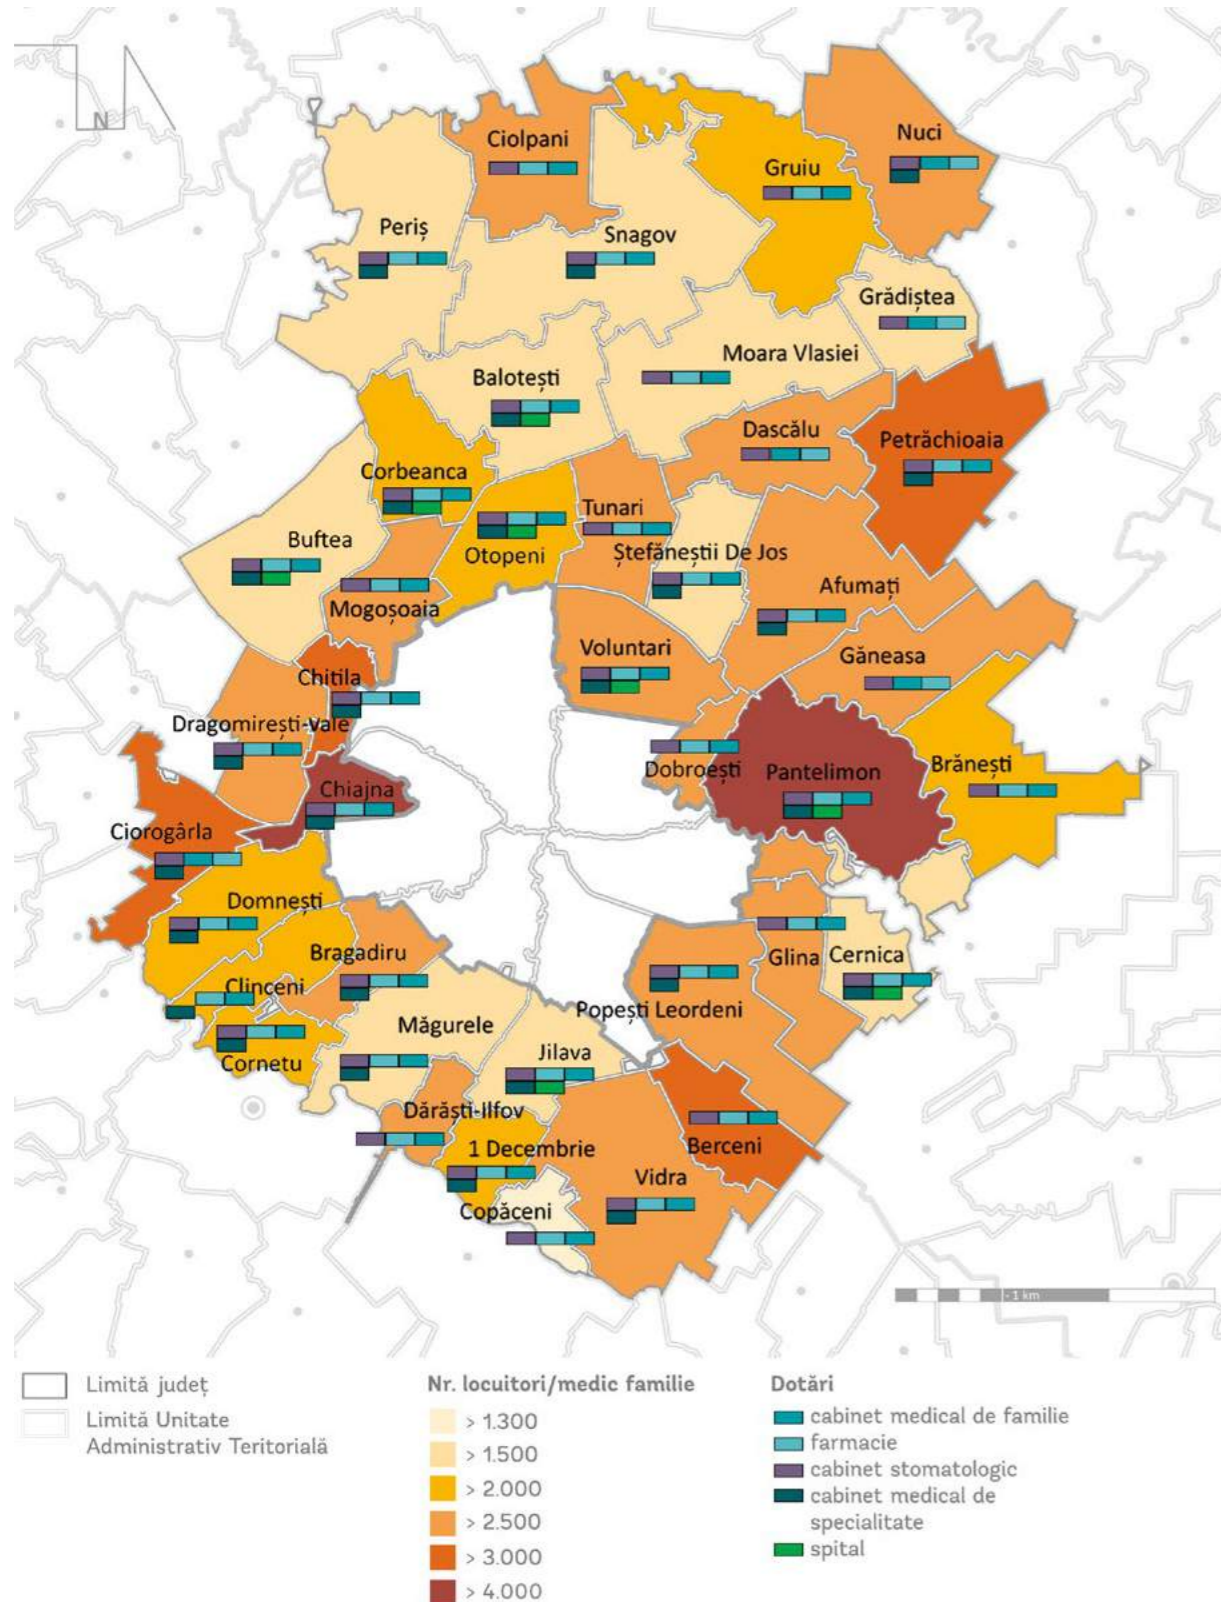 N
Ciolpani
Nuci
Gruiu
Periș
Snagov
Grădiștea
Moara Vlasiei
Balotești
Dascălu
Petrăchioaia
Corbeanca
Tunari
Buftea
Otopeni
Ștefăneștii De Jos
Afumați
Mogoșoaia
Voluntari
Găneasa
Chitila
Dragomirești-vale
Dobroești
Pantelimon
Brănești
Chiajna
Ciorogârla
Domnești
Bragadiru
Glina
Cernica
Clinceni
Popești Leordeni
Măgurele
Jilava
Cornetu
Dărăști-Ilfov
1 Decembrie
Berceni
Vidra
Copăceni
1 km
Limită județ
Limită Unitate
Administrativ Teritorială
Nr. locuitori/medic familie
> 1.300
> 1.500
> 2.000
> 2.500
> 3.000
> 4.000
Dotări
cabinet medical de familie
farmacie
cabinet stomatologic
cabinet medical de
specialitate
spital